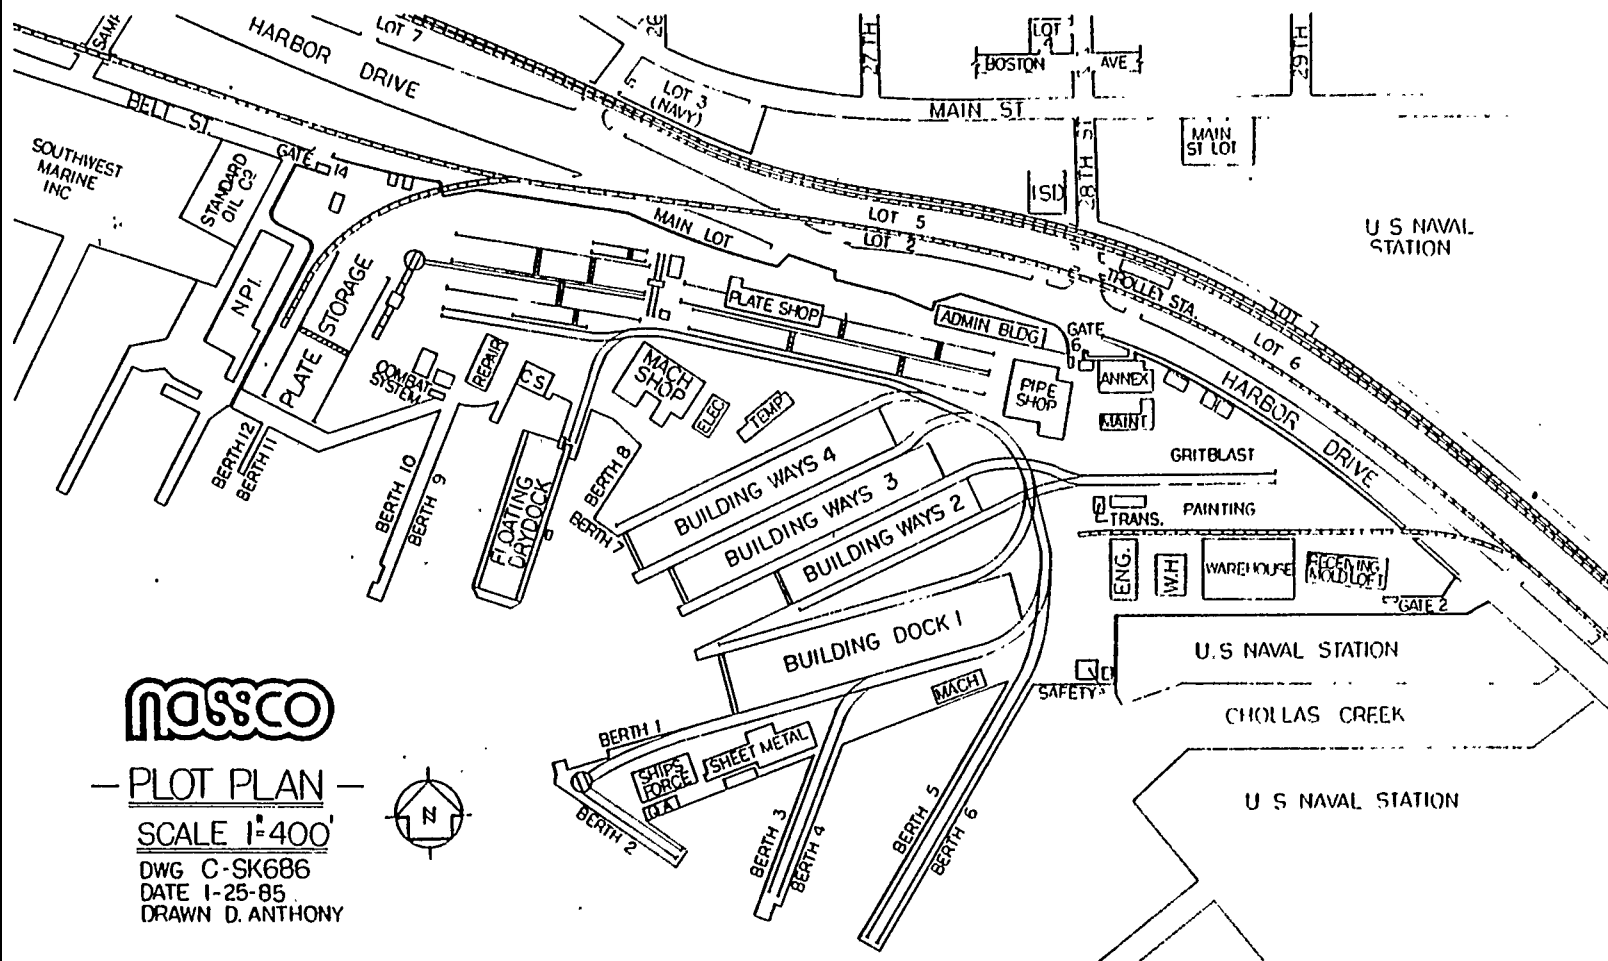 HARBOR DRIVE
LOT 7
26
27TH
LOT
4
BOSTON AVE
29TH
LOT 3
(NAVY)
MAIN ST
28TH ST
MAIN
ST LOT
BELT ST.
SOUTHWEST
MARINE
INC
STANDARD
OIL CO
GATE 14
ISD
U S NAVAL
STATION
MAIN LOT
LOT 5
LOT 2
N.P.I.
PLATE STORAGE
PLATE SHOP
ADMIN BLDG
GATE
6
TROLLEY STA.
LOT 1
LOT 6
COMBAT
SYSTEM
REPAIR
C S
MACH
SHOP
ELEC
TEMP
PIPE
SHOP
ANNEX
MAINT
HARBOR DRIVE
BERTH 12
BERTH 11
BERTH 10
BERTH 9
FLOATING
DRYDOCK
BERTH 8
BERTH 7
BUILDING WAYS 4
BUILDING WAYS 3
BUILDING WAYS 2
GRITBLAST
TRANS.
PAINTING
ENG.
W.H
WAREHOUSE
RECEIVING
MOLD LOFT
GATE 2
BUILDING DOCK 1
U.S NAVAL STATION
MACH
SAFETY
CHOLLAS CREEK
BERTH 1
SHIPS
FORCE
SHEET METAL
Q A
BERTH 2
BERTH 3
BERTH 4
BERTH 5
BERTH 6
U S NAVAL STATION
nassco
PLOT PLAN
SCALE 1"=400'
DWG C-SK686
DATE 1-25-85
DRAWN D. ANTHONY
N